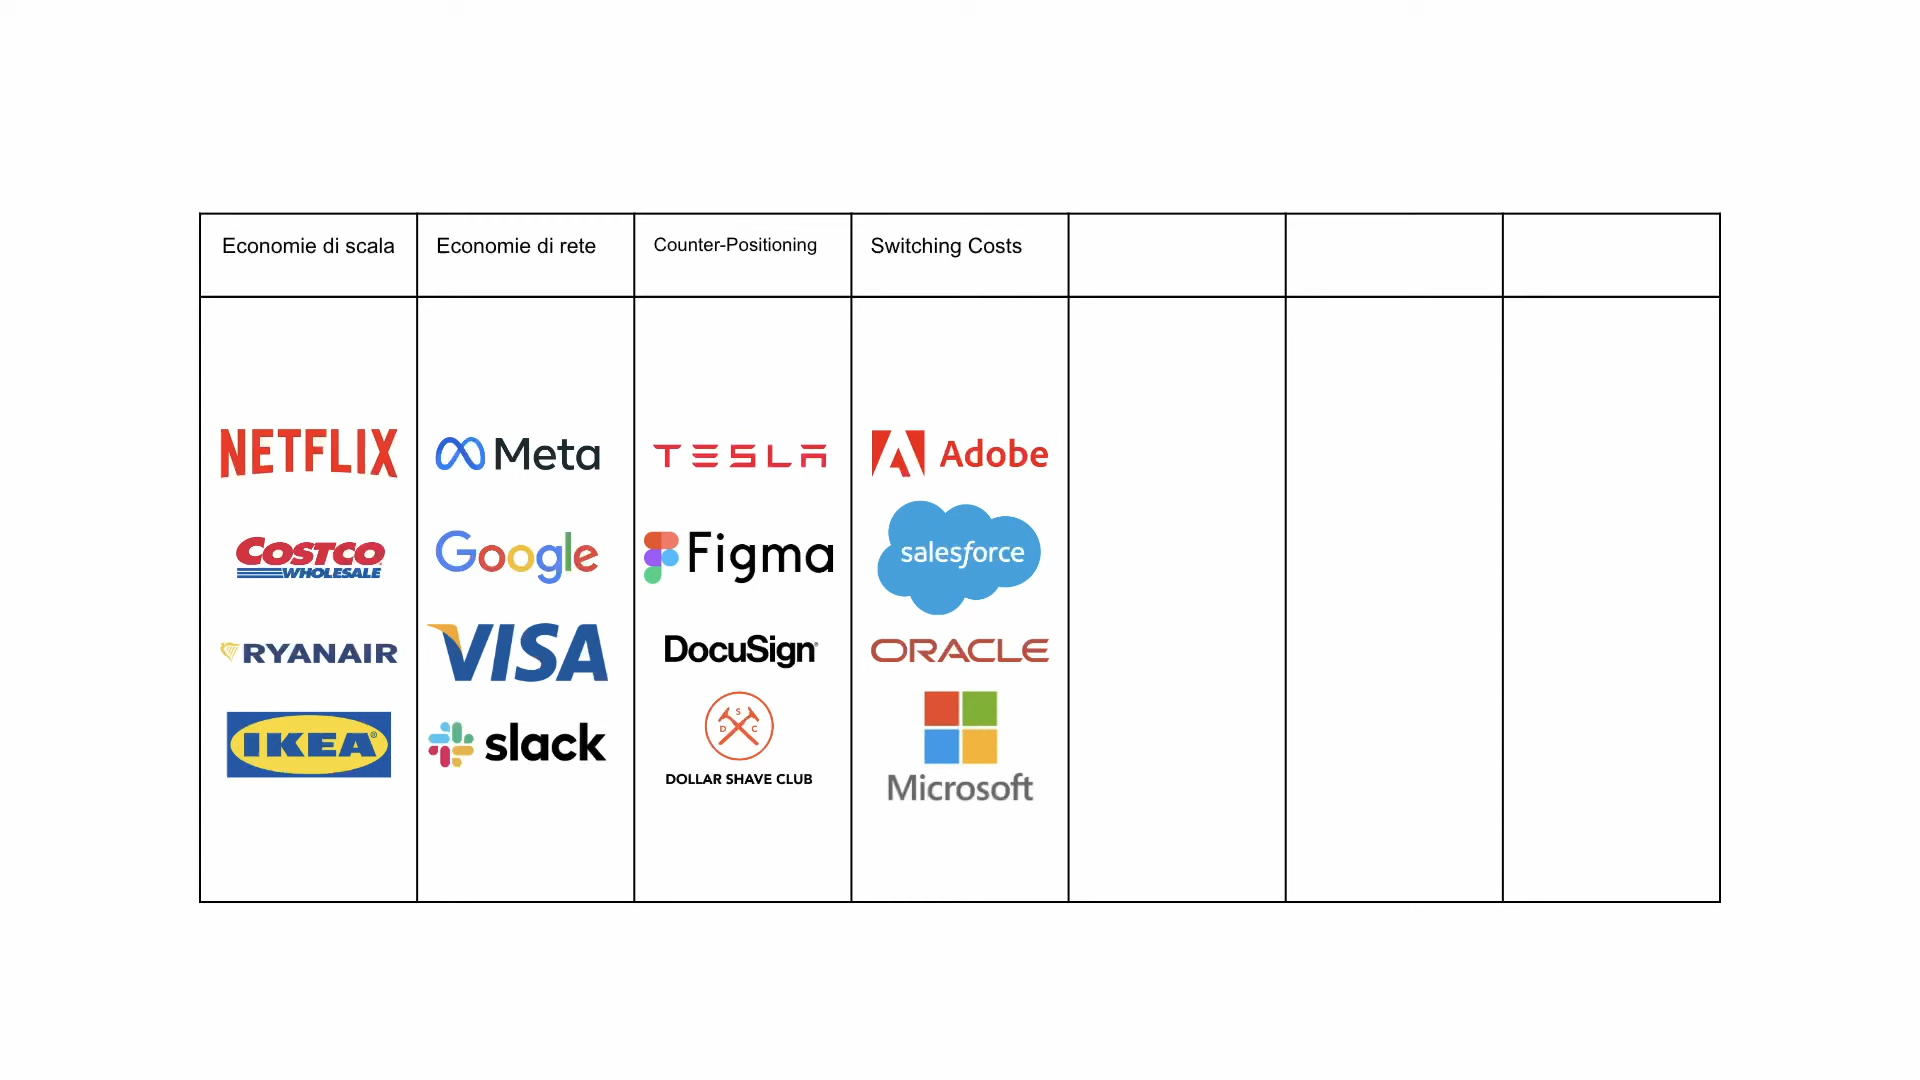 Economie di scala
Economie di rete
Counter-Positioning
Switching Costs
NETFLIX
Meta
TESLA
Adobe
COSTCO
WHOLESALE
Google
Figma
salesforce
RYANAIR
VISA
DocuSign
ORACLE
IKEA
slack
S
D C
DOLLAR SHAVE CLUB
Microsoft